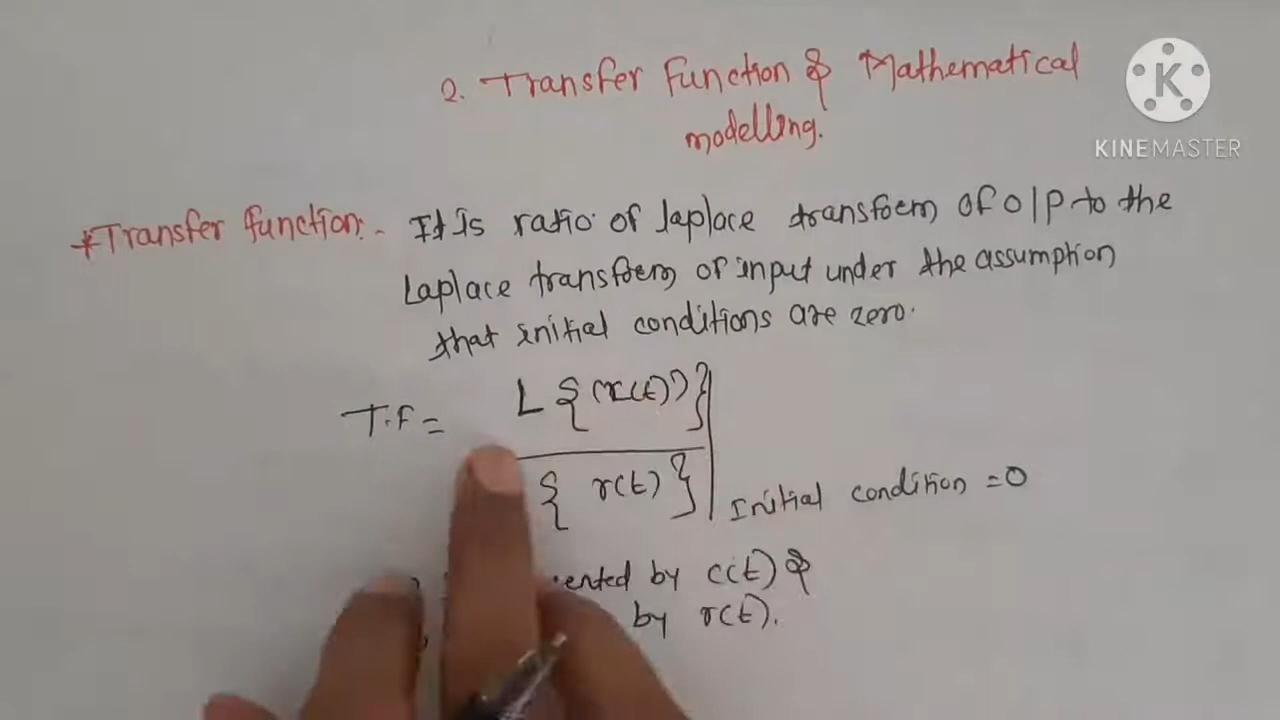 2. Transfer Function & Mathematical
modelling.
K
KINEMASTER
*Transfer function:- It is ratio of laplace transform of o/p to the
Laplace transform of input under the assumption
that initial conditions are zero.
T.F = L { (t) }
{ r(t) } Initial condition = 0
by c(t) &
by r(t).